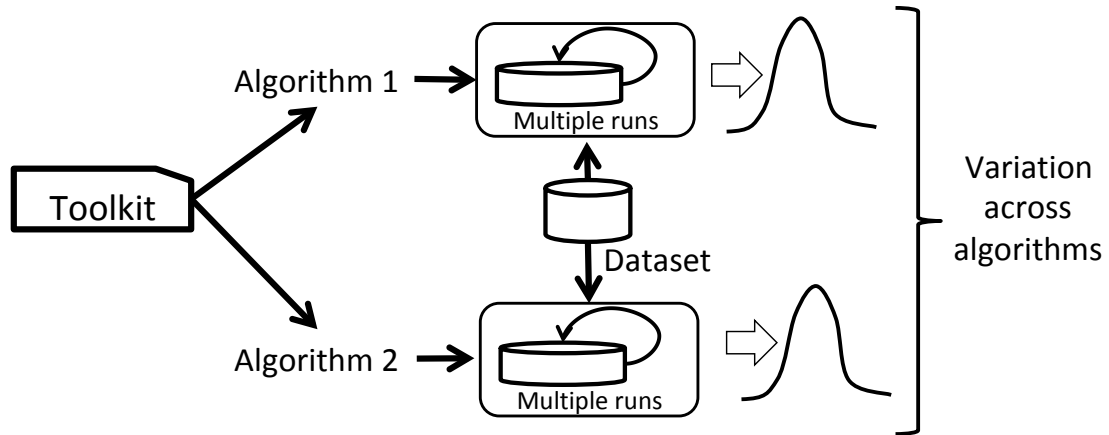 Algorithm 1
Multiple runs
Toolkit
Dataset
Variation
across
algorithms
Algorithm 2
Multiple runs